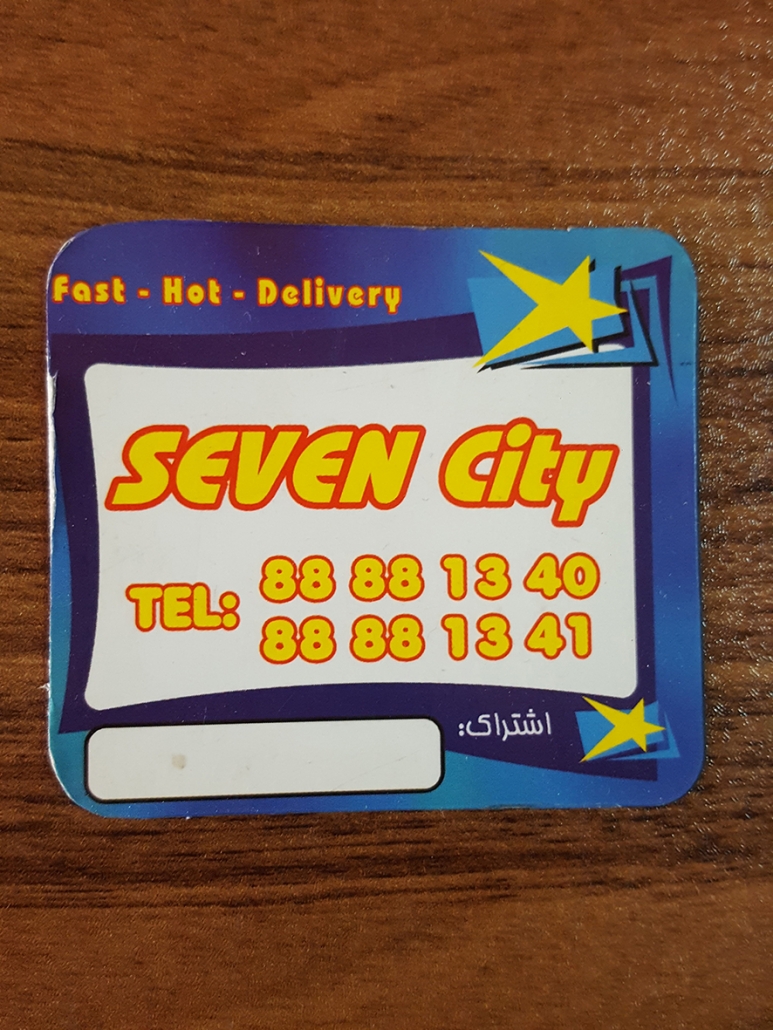 Fast - Hot - Delivery
SEVEN City
TEL: 88 88 13 40
88 88 13 41
اشتراک: